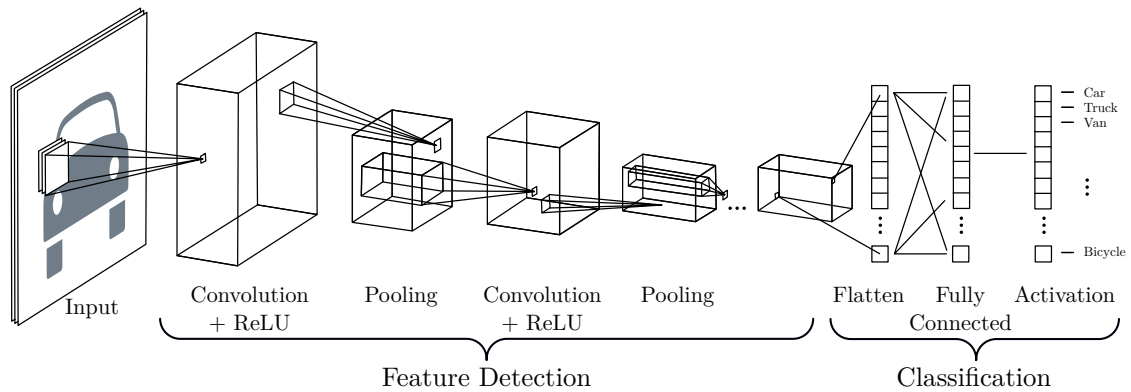 Car
Truck
Van
...
Bicycle
Input
Convolution
+ ReLU
Pooling
Convolution
+ ReLU
Pooling
Flatten
Fully
Connected
Activation
Feature Detection
Classification